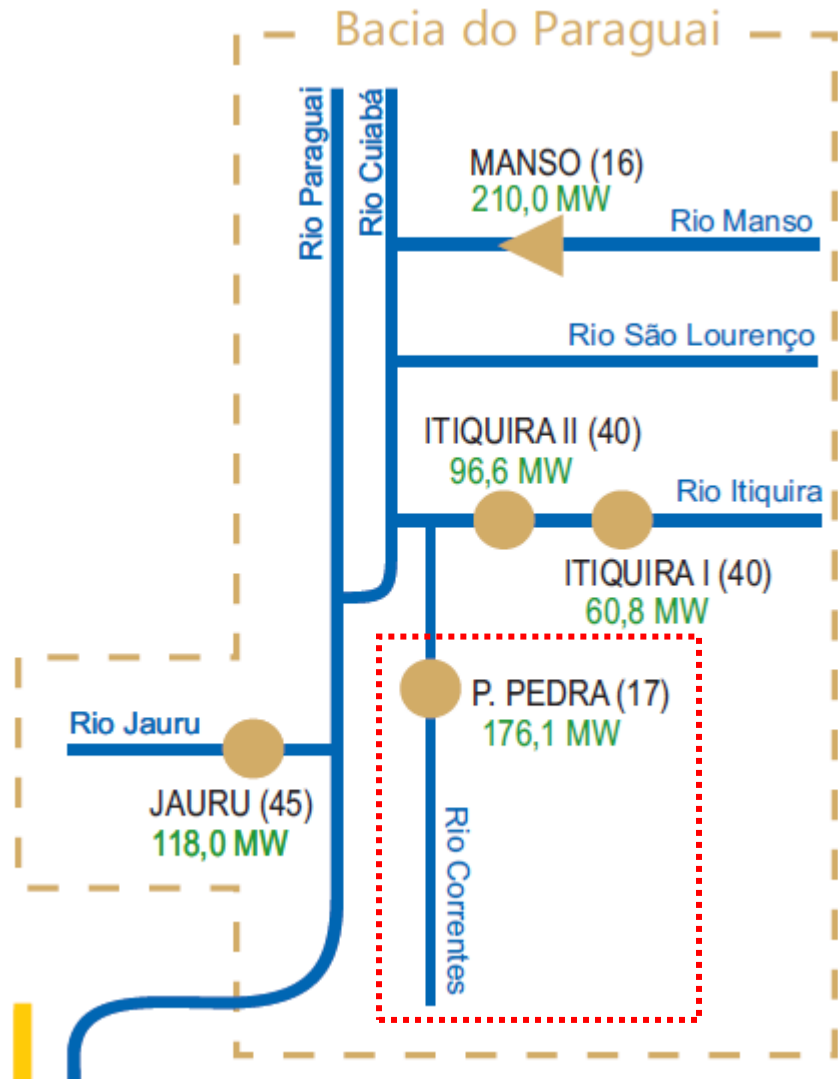 Bacia do Paraguai
Rio Paraguai
Rio Cuiabá
MANSO (16)
210,0 MW
Rio Manso
Rio São Lourenço
ITIQUIRA II (40)
96,6 MW
Rio Itiquira
ITIQUIRA I (40)
60,8 MW
P. PEDRA (17)
176,1 MW
Rio Jauru
JAURU (45)
118,0 MW
Rio Correntes